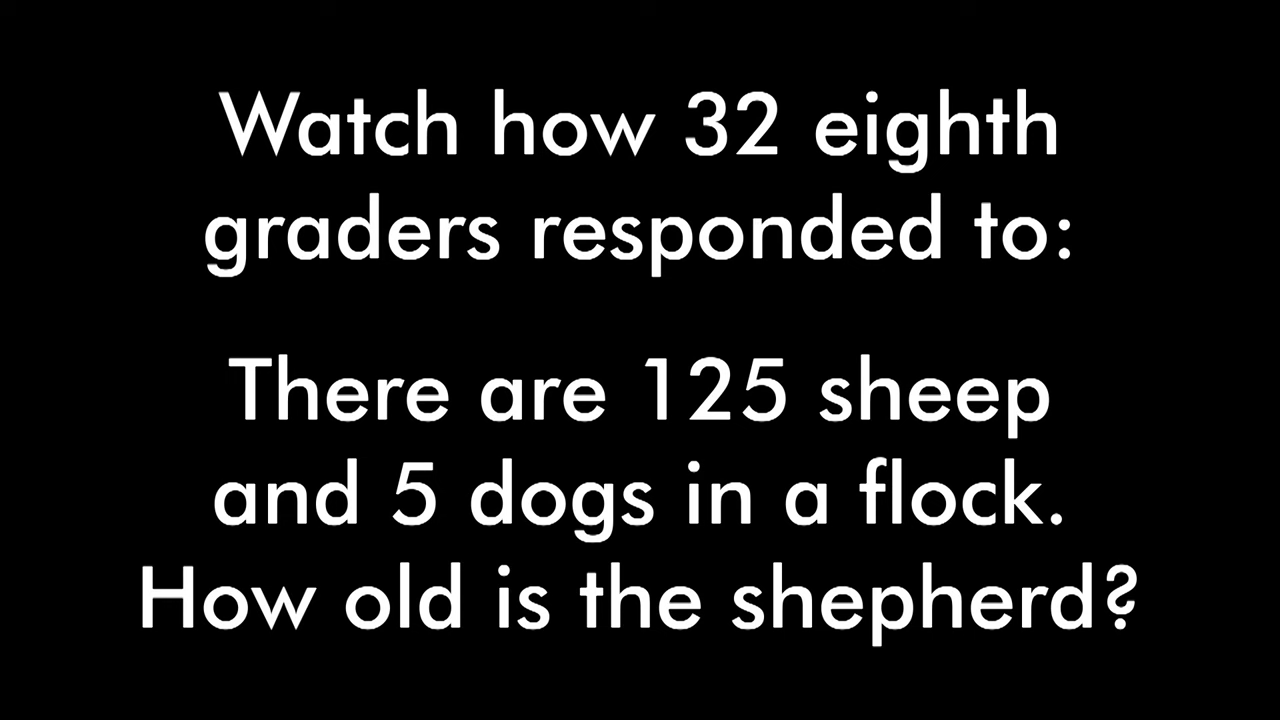 Watch how 32 eighth
graders responded to:
There are 125 sheep
and 5 dogs in a flock.
How old is the shepherd?